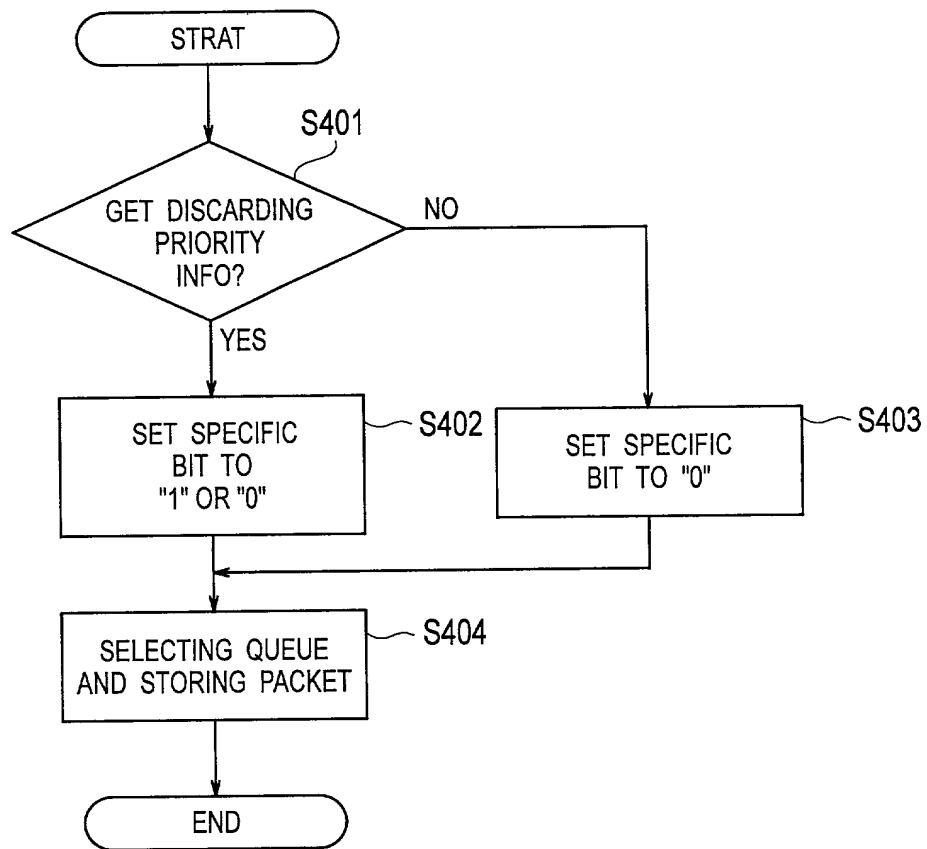 STRAT
S401
GET DISCARDING
PRIORITY
INFO?
NO
YES
SET SPECIFIC
BIT TO
"1" OR "0"
S402
SET SPECIFIC
BIT TO "0"
S403
SELECTING QUEUE
AND STORING PACKET
S404
END